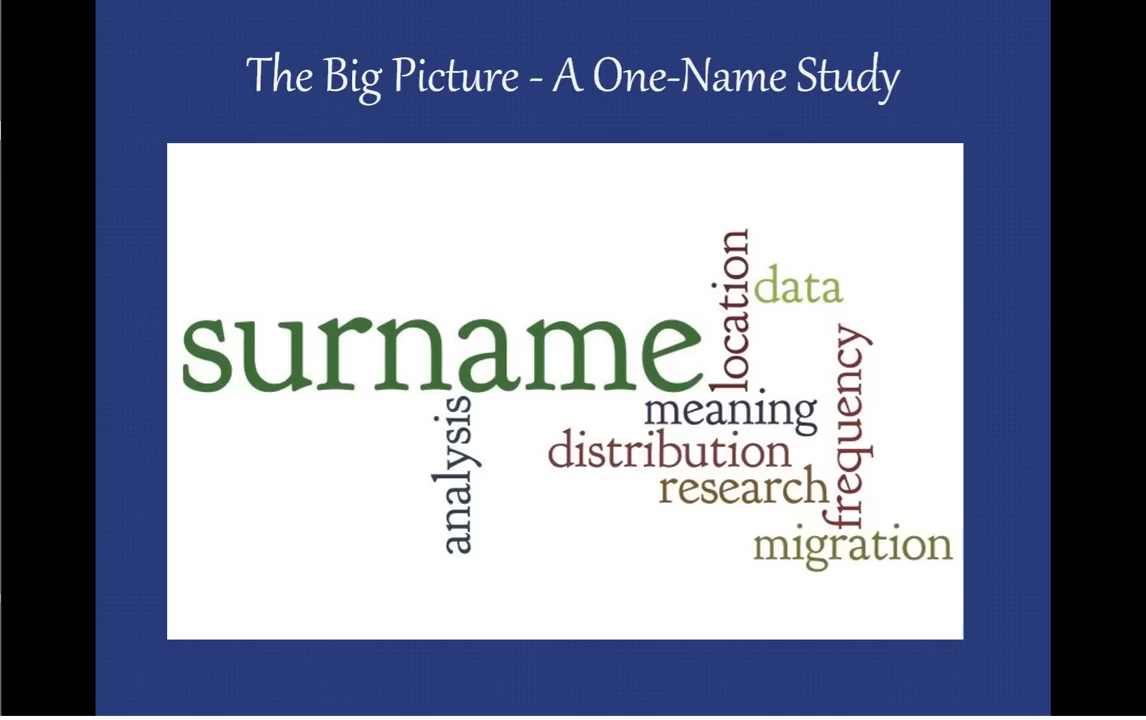 The Big Picture - A One-Name Study
location
data
surname
frequency
meaning
analysis
distribution
research
migration